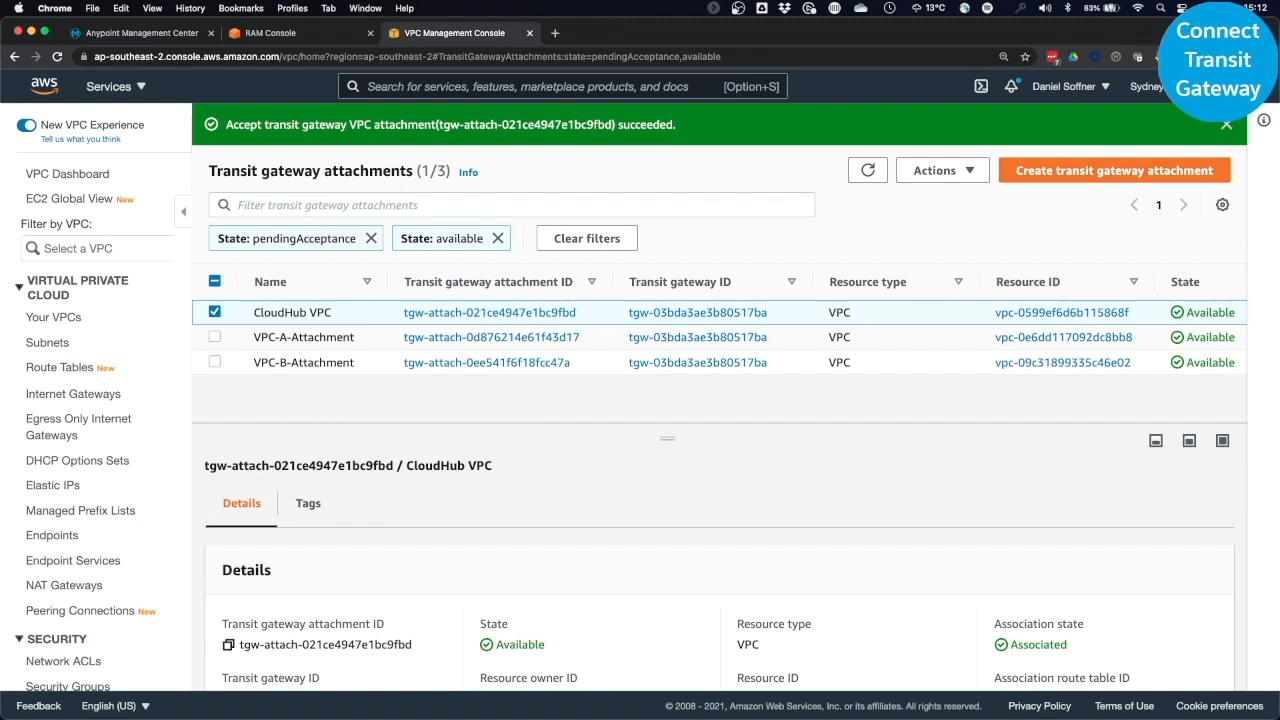 Chrome File Edit View History Bookmarks Profiles Tab Window Help 13°C 83% 15:12
Anypoint Management Center RAM Console VPC Management Console
ap-southeast-2.console.aws.amazon.com/vpc/home?region=ap-southeast-2#TransitGatewayAttachments:state=pendingAcceptance,available
Connect
Transit
Gateway
aws Services Search for services, features, marketplace products, and docs [Option+S] Daniel Soffner Sydney
New VPC Experience
Tell us what you think
VPC Dashboard
EC2 Global View New
Filter by VPC:
Select a VPC
VIRTUAL PRIVATE
CLOUD
Your VPCs
Subnets
Route Tables New
Internet Gateways
Egress Only Internet
Gateways
DHCP Options Sets
Elastic IPs
Managed Prefix Lists
Endpoints
Endpoint Services
NAT Gateways
Peering Connections New
SECURITY
Network ACLs
Security Groups
Accept transit gateway VPC attachment(tgw-attach-021ce4947e1bc9fbd) succeeded.
Transit gateway attachments (1/3) Info
Actions
Create transit gateway attachment
Filter transit gateway attachments
1
State: pendingAcceptance State: available Clear filters
Name Transit gateway attachment ID Transit gateway ID Resource type Resource ID State
CloudHub VPC tgw-attach-021ce4947e1bc9fbd tgw-03bda3ae3b80517ba VPC vpc-0599ef6d6b115868f Available
VPC-A-Attachment tgw-attach-0d876214e61f43d17 tgw-03bda3ae3b80517ba VPC vpc-0e6dd117092dc8bb8 Available
VPC-B-Attachment tgw-attach-0ee541f6f18fcc47a tgw-03bda3ae3b80517ba VPC vpc-09c31899335c46e02 Available
tgw-attach-021ce4947e1bc9fbd / CloudHub VPC
Details Tags
Details
Transit gateway attachment ID State Resource type Association state
tgw-attach-021ce4947e1bc9fbd Available VPC Associated
Transit gateway ID Resource owner ID Resource ID Association route table ID
Feedback English (US) © 2008 - 2021, Amazon Web Services, Inc. or its affiliates. All rights reserved. Privacy Policy Terms of Use Cookie preferences